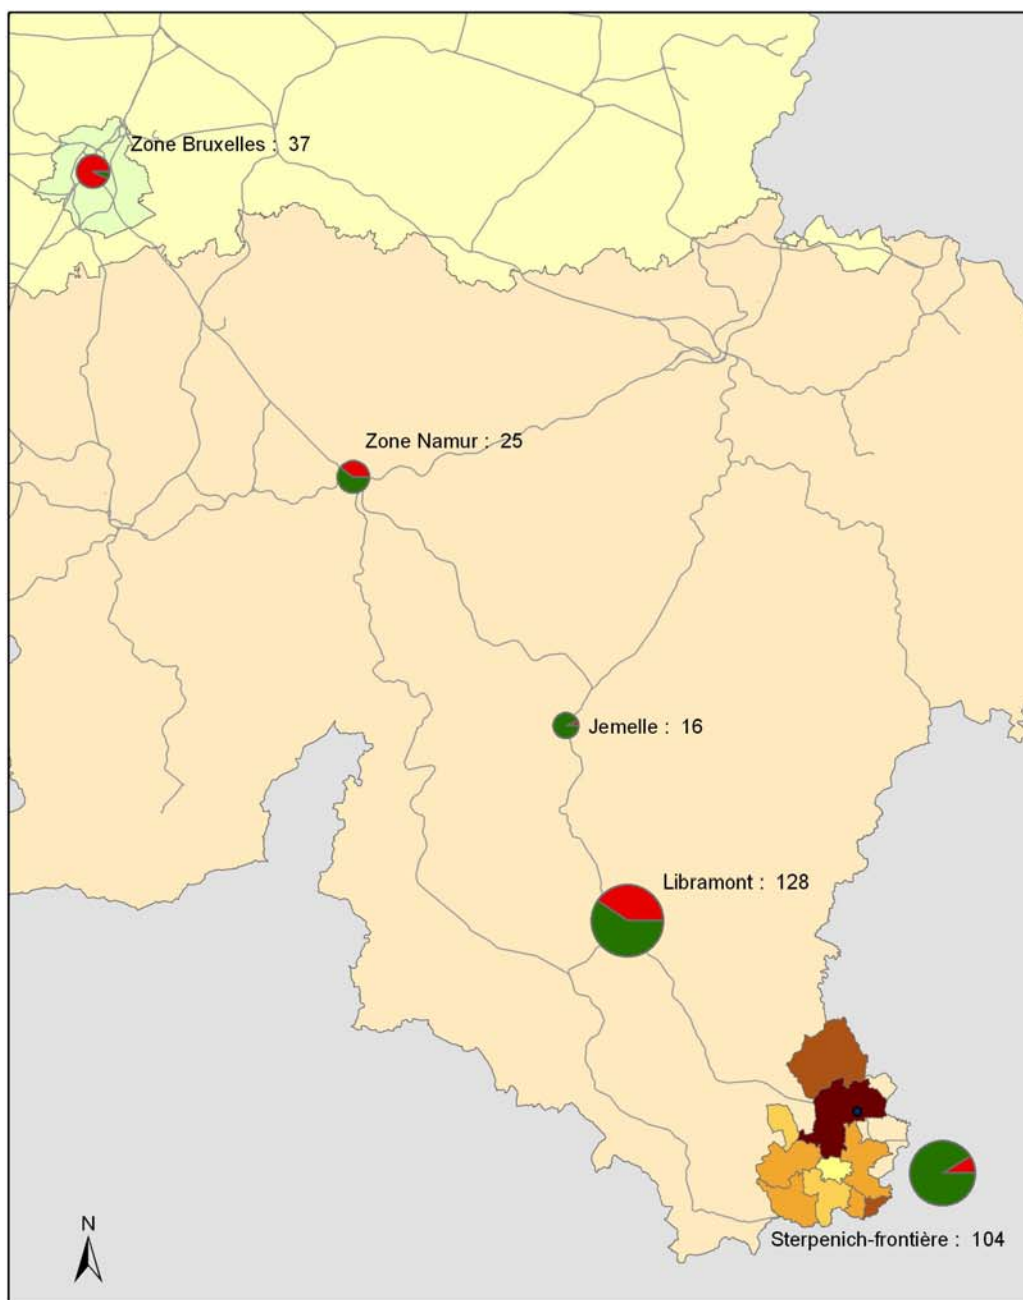 Zone Bruxelles : 37
Zone Namur : 25
Jemelle : 16
Libramont : 128
Sterpenich-frontière : 104
N